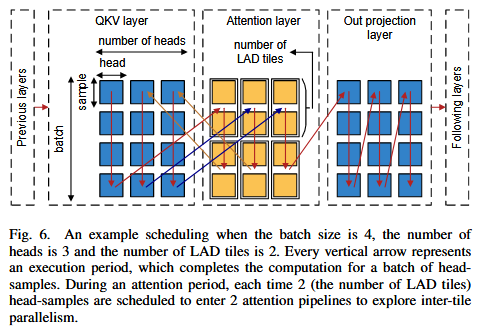 QKV layer
Attention layer
Out projection
layer
number of heads
number of
LAD tiles
head
sample
batch
Previous layers
Following layers
Fig. 6. An example scheduling when the batch size is 4, the number of
heads is 3 and the number of LAD tiles is 2. Every vertical arrow represents
an execution period, which completes the computation for a batch of head-
samples. During an attention period, each time 2 (the number of LAD tiles)
head-samples are scheduled to enter 2 attention pipelines to explore inter-tile
parallelism.